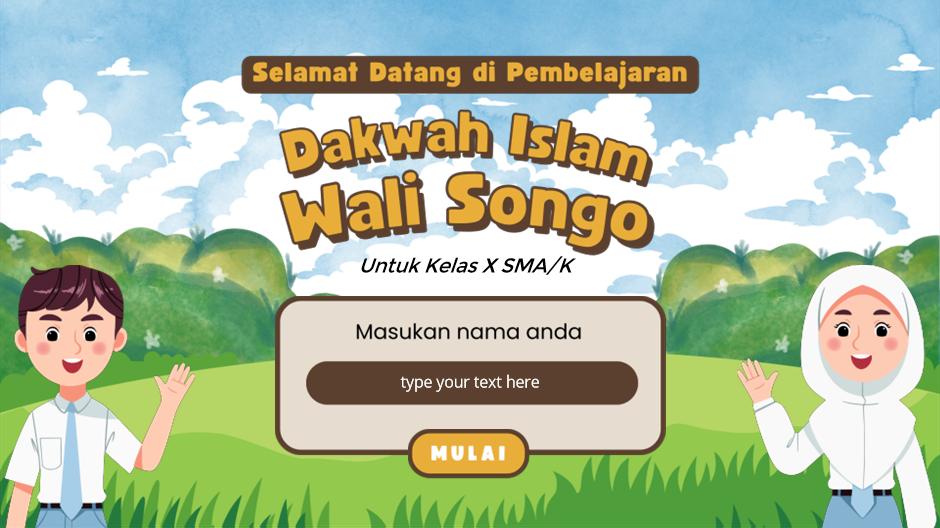 Selamat Datang di Pembelajaran
Dakwah Islam
Wali Songo
Untuk Kelas X SMA/K
Masukan nama anda
type your text here
MULAI